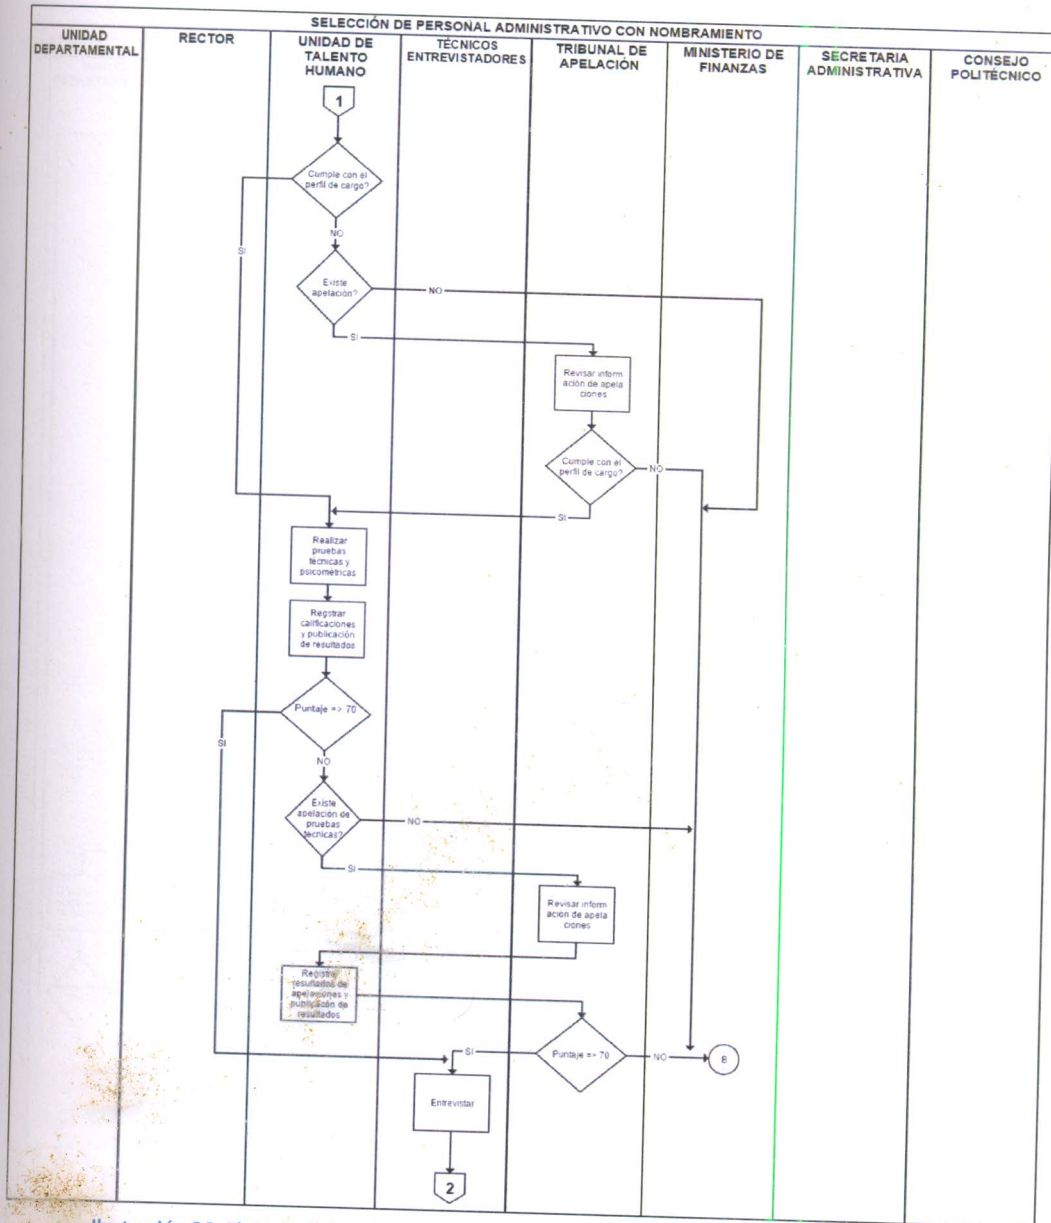 SELECCIÓN DE PERSONAL ADMINISTRATIVO CON NOMBRAMIENTO
UNIDAD
DEPARTAMENTAL
RECTOR
UNIDAD DE
TALENTO
HUMANO
TÉCNICOS
ENTREVISTADORES
TRIBUNAL DE
APELACIÓN
MINISTERIO DE
FINANZAS
SECRETARIA
ADMINISTRATIVA
CONSEJO
POLITÉCNICO
1
Cumple con el
perfil de cargo?
SI
NO
Existe
apelación?
NO
SI
Revisar inform
ación de apela
ciones
Cumple con el
perfil de cargo?
NO
SI
Realizar
pruebas
técnicas y
psicométricas
Registrar
calificaciones
y publicación
de resultados
Puntaje => 70
SI
NO
Existe
apelación de
pruebas
técnicas?
NO
SI
Revisar inform
ación de apela
ciones
Registrar
resultados de
apelaciones y
publicación de
resultados
Puntaje => 70
SI
NO
8
Entrevistar
2